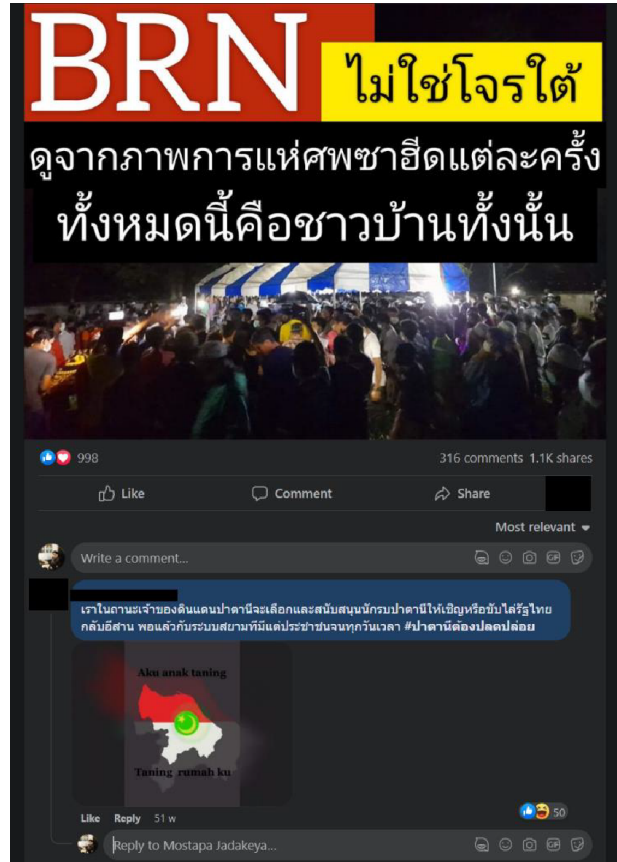 BRN
ไม่ใช่โจรใต้
ดูจากภาพการแห่ศพซาฮีดแต่ละครั้ง
ทั้งหมดนี้คือชาวบ้านทั้งนั้น
998
316 comments 1.1K shares
Like
Comment
Share
Most relevant
Write a comment...
GIF
เราในถานะเจ้าของดินแดนปาตานีจะเลือกและสนับสนุนนักรบปาตานีให้เชิญหรือขับไล่รัฐไทย
กลับอีสาน พอแล้วกับระบบสยามที่มีแต่ประชาชนจนทุกวันเวลา #ปาตานีต้องปลดปล่อย
Aku anak taning
Taning rumah ku
50
Like Reply 51 w
Reply to Mostapa Jadakeya...
GIF